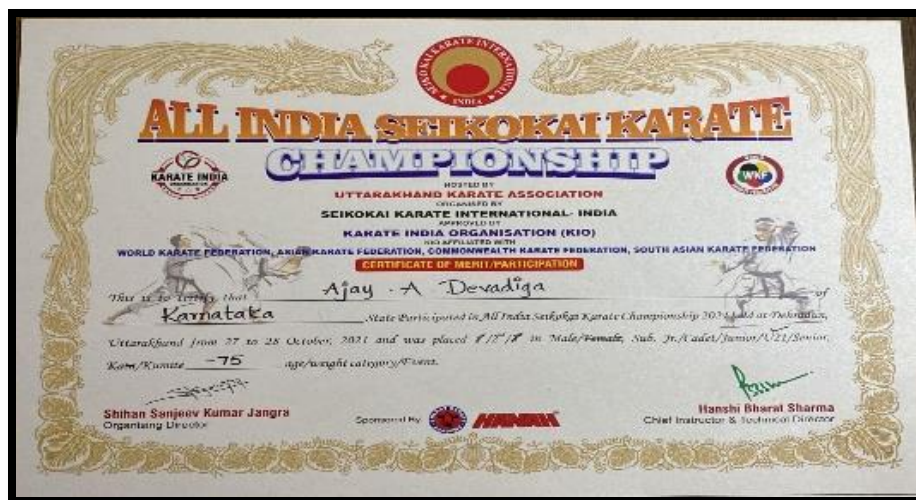 SEIKOKAI KARATE INTERNATIONAL
INDIA
ALL INDIA SEIKOKAI KARATE
CHAMPIONSHIP
KARATE INDIA
ORGANISATION
WKF
HOSTED BY
UTTARAKHAND KARATE ASSOCIATION
ORGANISED BY
SEIKOKAI KARATE INTERNATIONAL- INDIA
APPROVED BY
KARATE INDIA ORGANISATION (KIO)
KIO AFFILIATED WITH
WORLD KARATE FEDERATION, ASIAN KARATE FEDERATION, COMMONWEALTH KARATE FEDERATION, SOUTH ASIAN KARATE FEDERATION
CERTIFICATE OF MERIT/PARTICIPATION
This is to certify that Ajay . A Devadiga of
Karnataka State Participated in All India Seikokai Karate Championship 2021 held at Dehradun,
Uttarakhand from 27 to 28 October, 2021 and was placed in Male/Female, Sub. Jr./Cadet/Junior/U21/Senior,
Kata/Kumite -75 age/weight category/Event.
Shihan Sanjeev Kumar Jangra
Organising Director
Sponsored By
HANAH
Hanshi Bharat Sharma
Chief Instructor & Technical Director